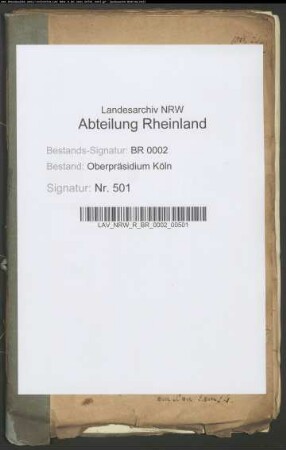 Landesarchiv NRW
Abteilung Rheinland
Bestands-Signatur: BR 0002
Bestand: Oberpräsidium Köln
Signatur: Nr. 501
LAV_NRW_R_BR_0002_00501